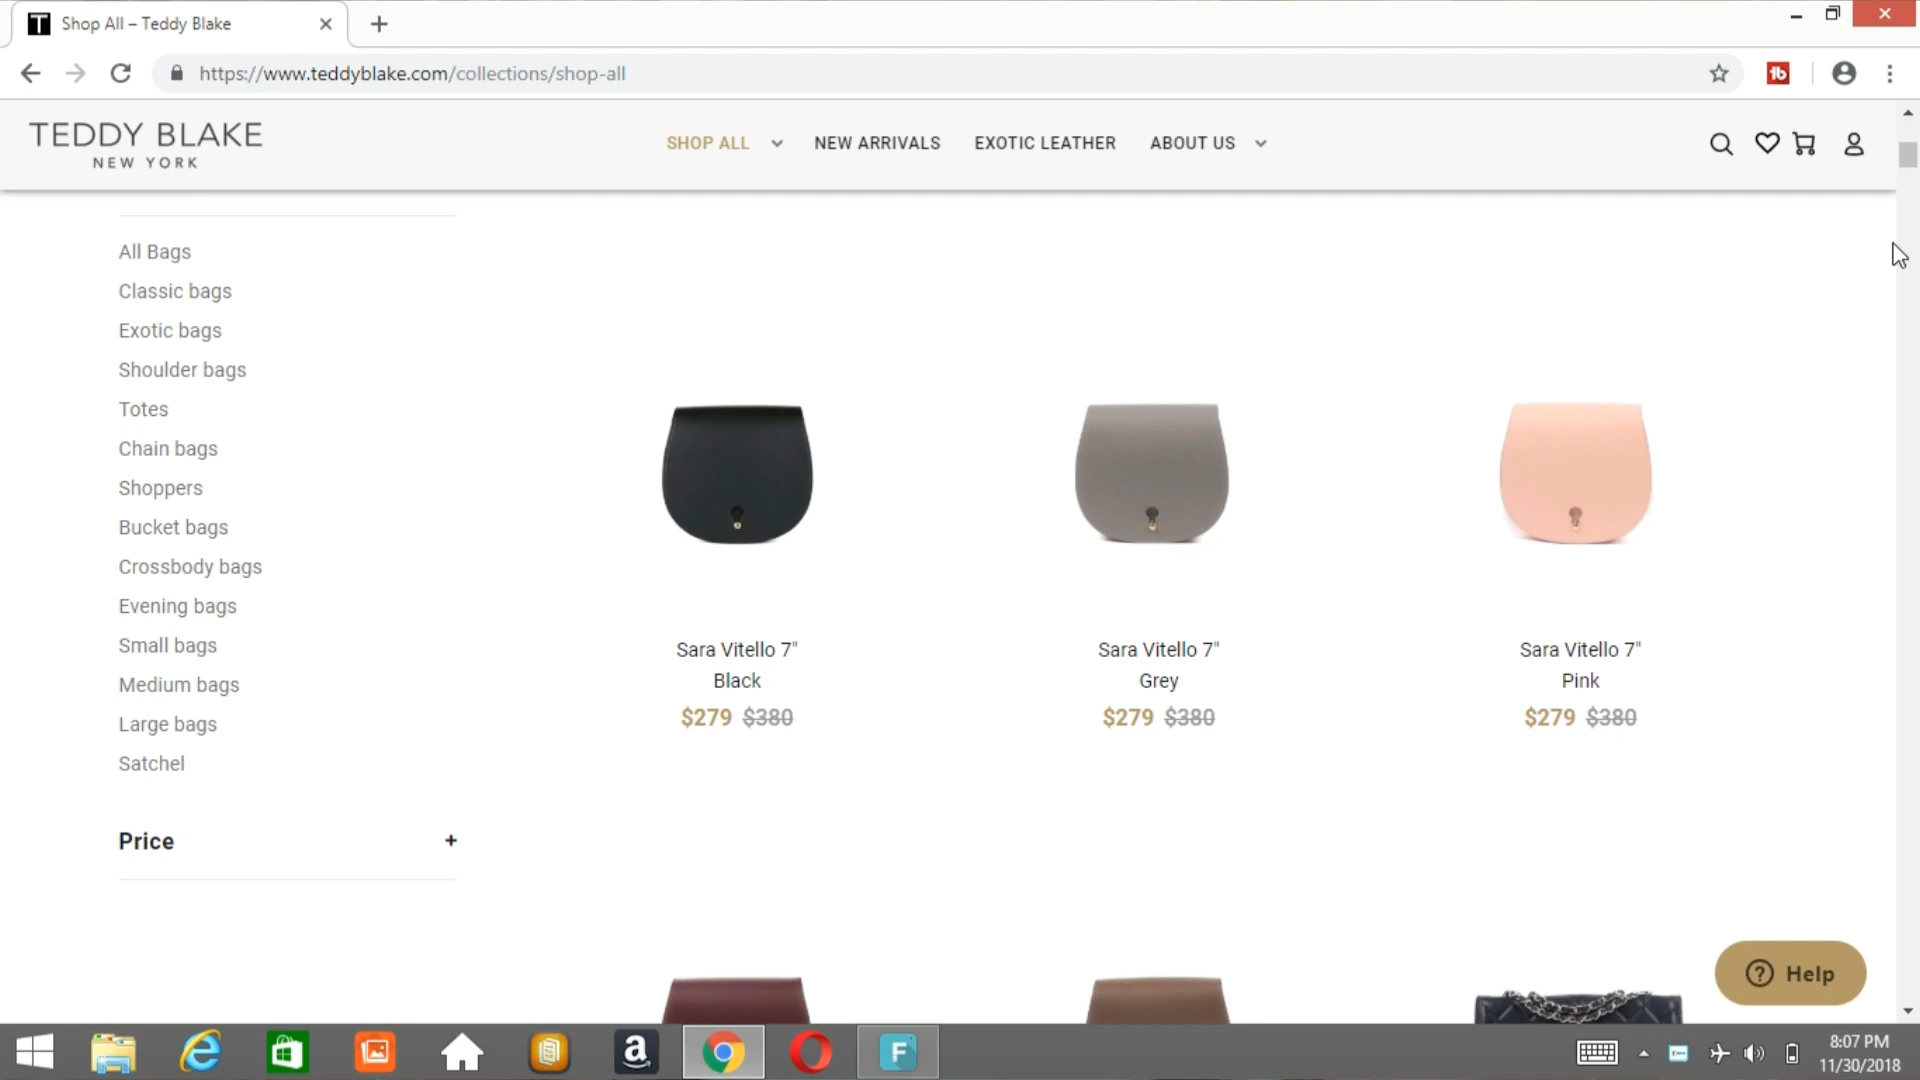 Shop All – Teddy Blake
https://www.teddyblake.com/collections/shop-all
TEDDY BLAKE
NEW YORK
SHOP ALL
NEW ARRIVALS
EXOTIC LEATHER
ABOUT US
All Bags
Classic bags
Exotic bags
Shoulder bags
Totes
Chain bags
Shoppers
Bucket bags
Crossbody bags
Evening bags
Small bags
Medium bags
Large bags
Satchel
Price +
Sara Vitello 7"
Black
$279 $380
Sara Vitello 7"
Grey
$279 $380
Sara Vitello 7"
Pink
$279 $380
Help
8:07 PM
11/30/2018